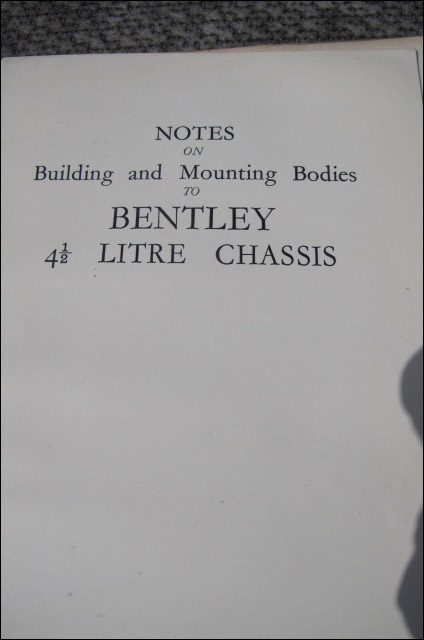 NOTES
ON
Building and Mounting Bodies
TO
BENTLEY
4½ LITRE CHASSIS